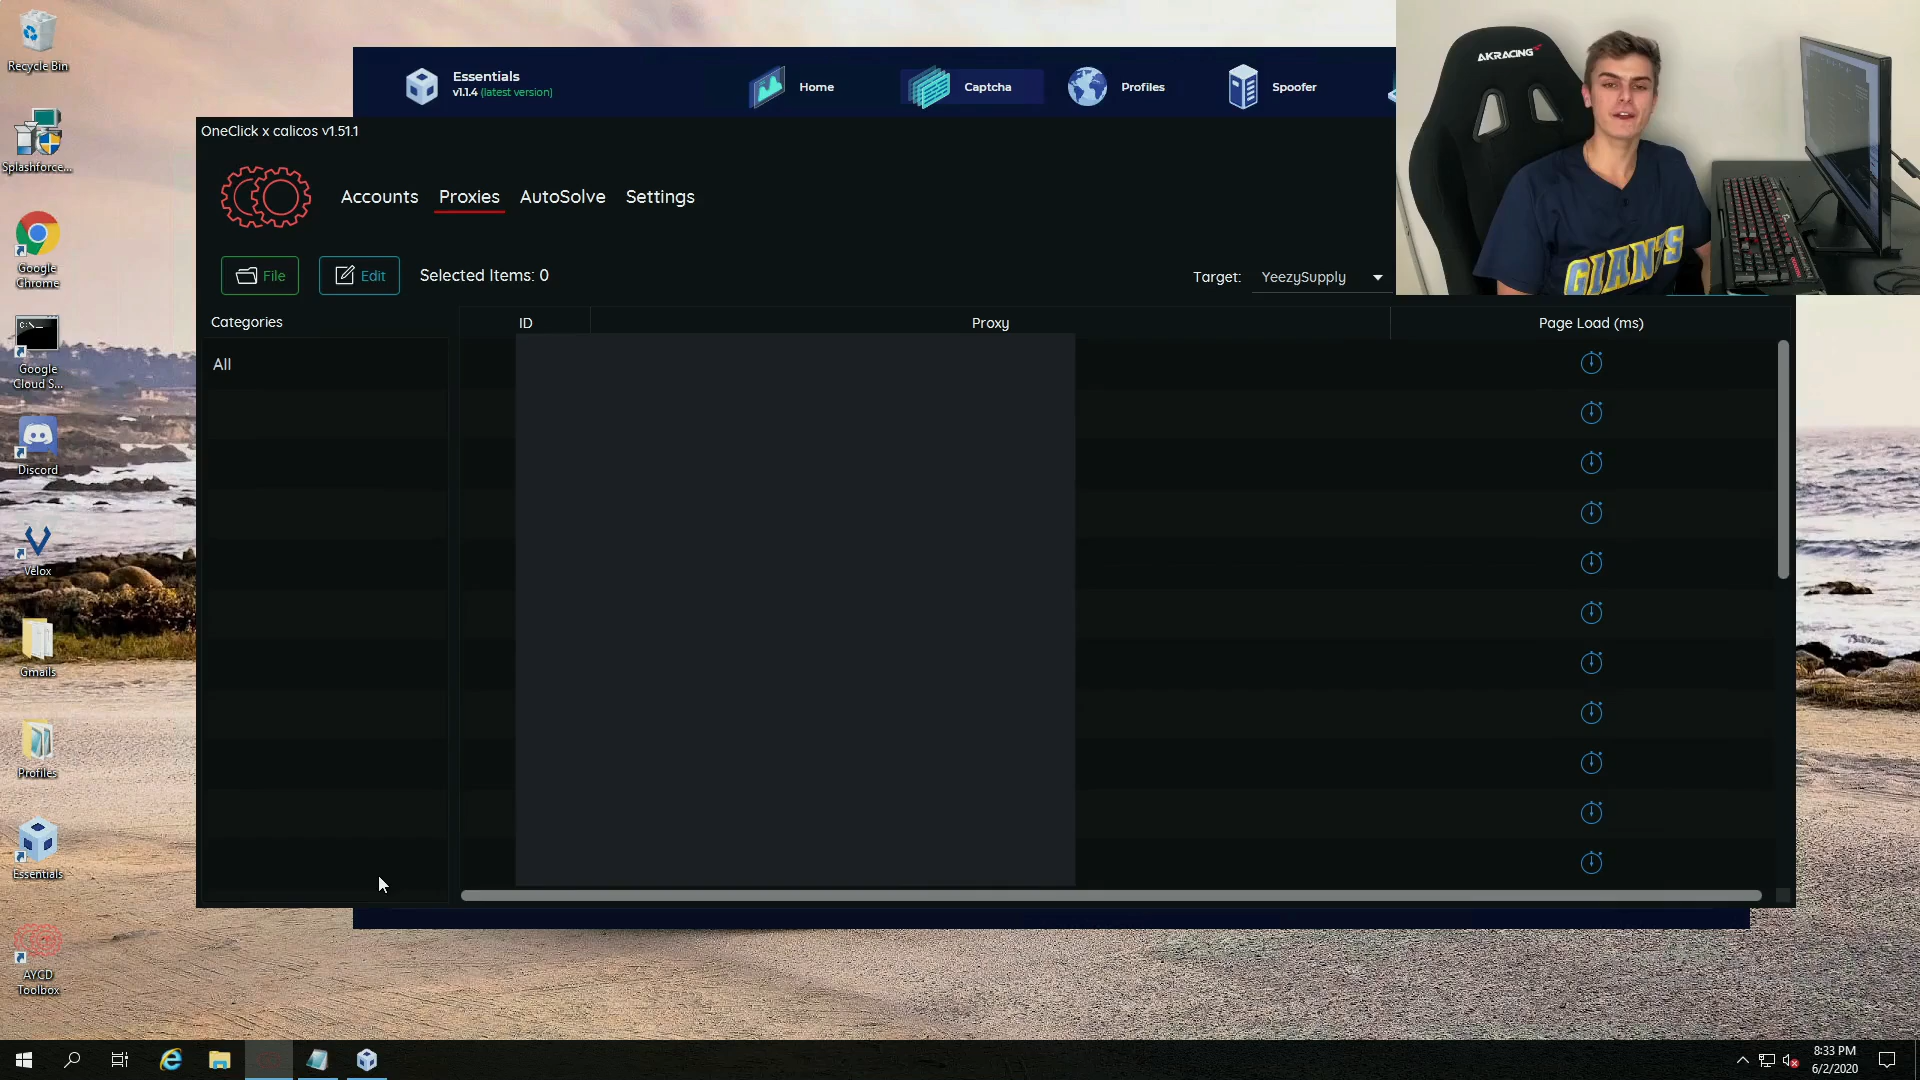 Recycle Bin
Splashforce...
Google
Chrome
Google
Cloud S...
Discord
Velox
Gmails
Profiles
Essentials
AYCD
Toolbox
Essentials
v1.1.4 (latest version)
Home
Captcha
Profiles
Spoofer
OneClick x calicos v1.51.1
Accounts
Proxies
AutoSolve
Settings
File
Edit
Selected Items: 0
Target:
YeezySupply
Categories
ID
Proxy
Page Load (ms)
All
AKRACING
GIANTS
8:33 PM
6/2/2020